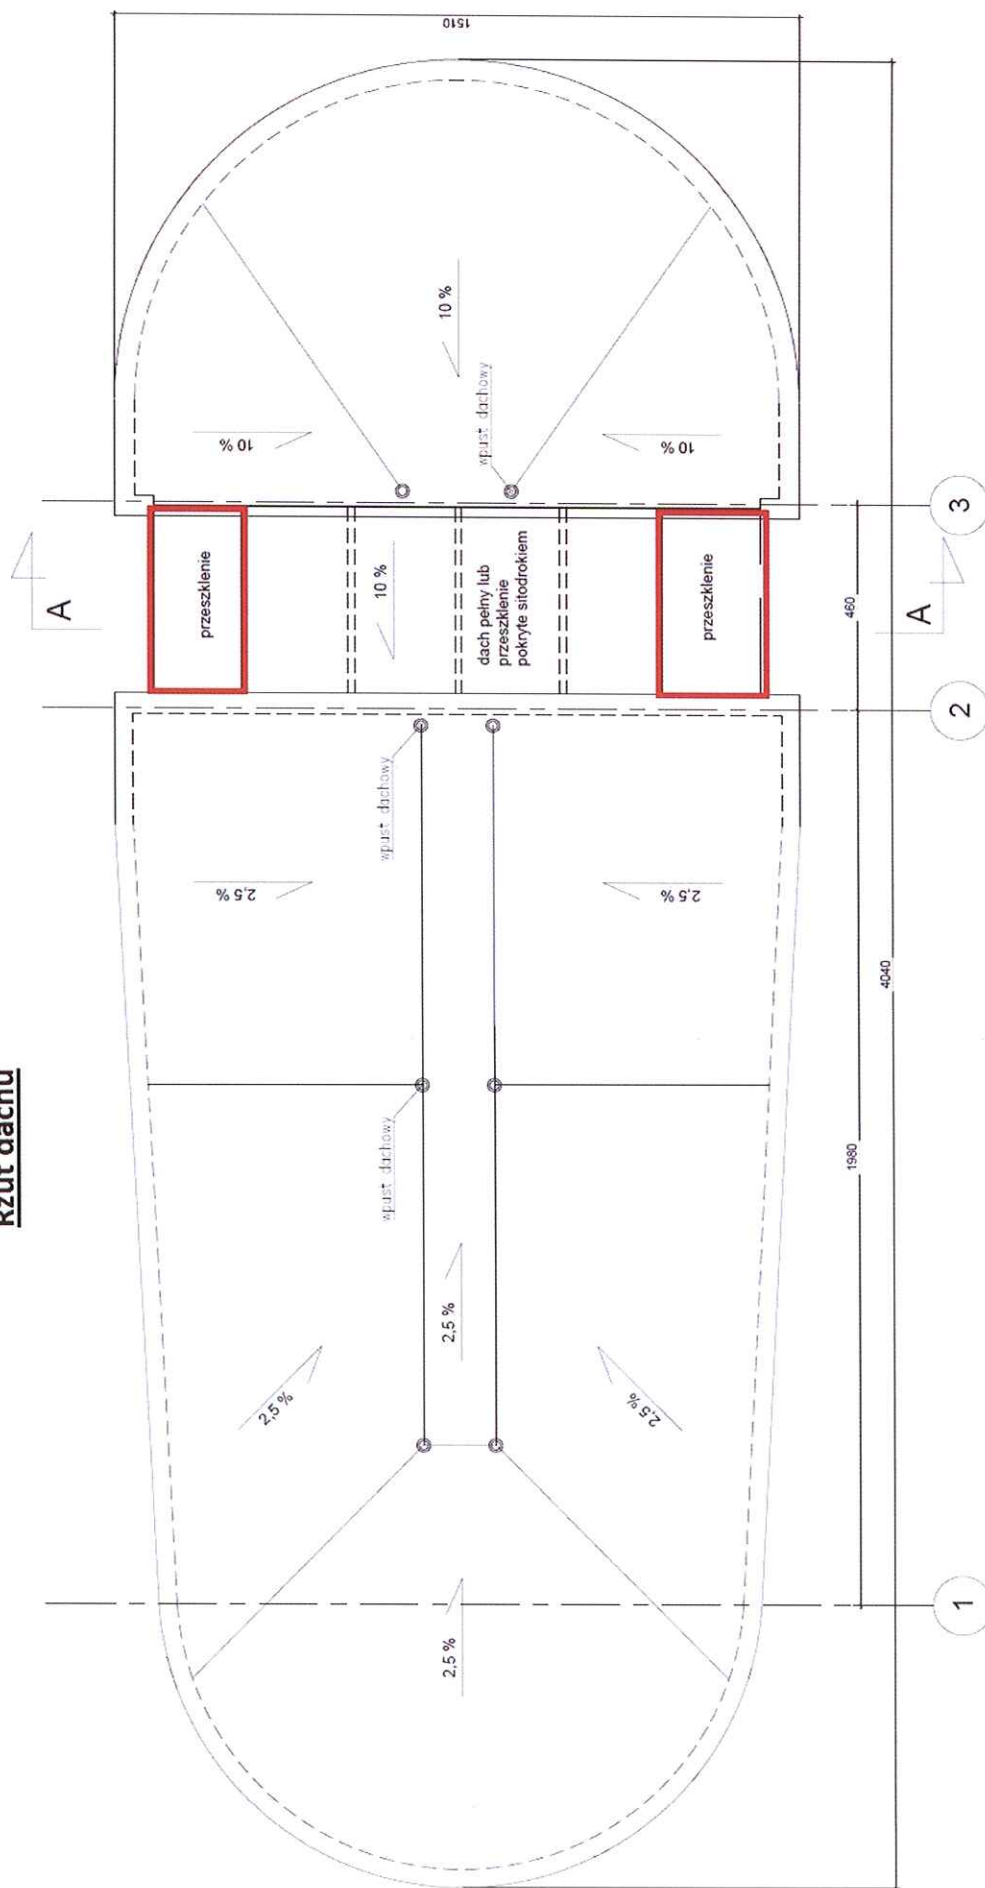 Rzut dachu
1510
10 %
wpust dachowy
10 %
10 %
A
A
3
przeszklenie
10 %
dach pełny lub
przeszklenie
pokryte sitodrokiem
przeszklenie
460
2
wpust dachowy
2,5 %
2,5 %
4040
wpust dachowy
1980
2,5 %
2,5 %
2,5 %
2,5 %
1